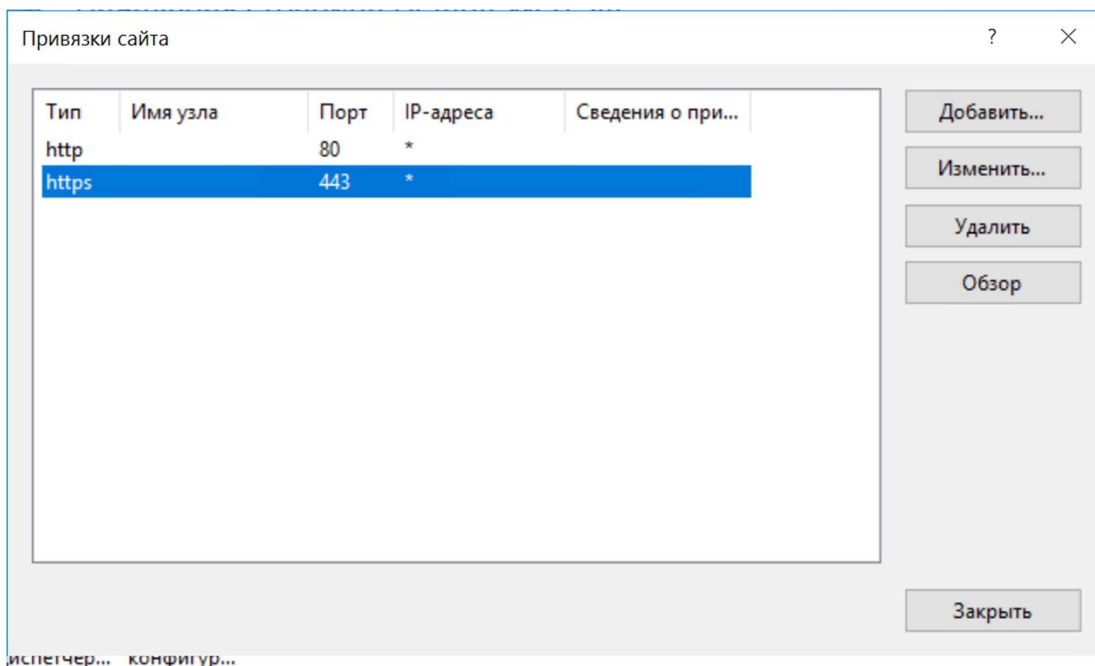 Привязки сайта ?
Тип Имя узла Порт IP-адреса Сведения о при...
http 80 *
https 443 *
Добавить...
Изменить...
Удалить
Обзор
Закрыть
конфигур...